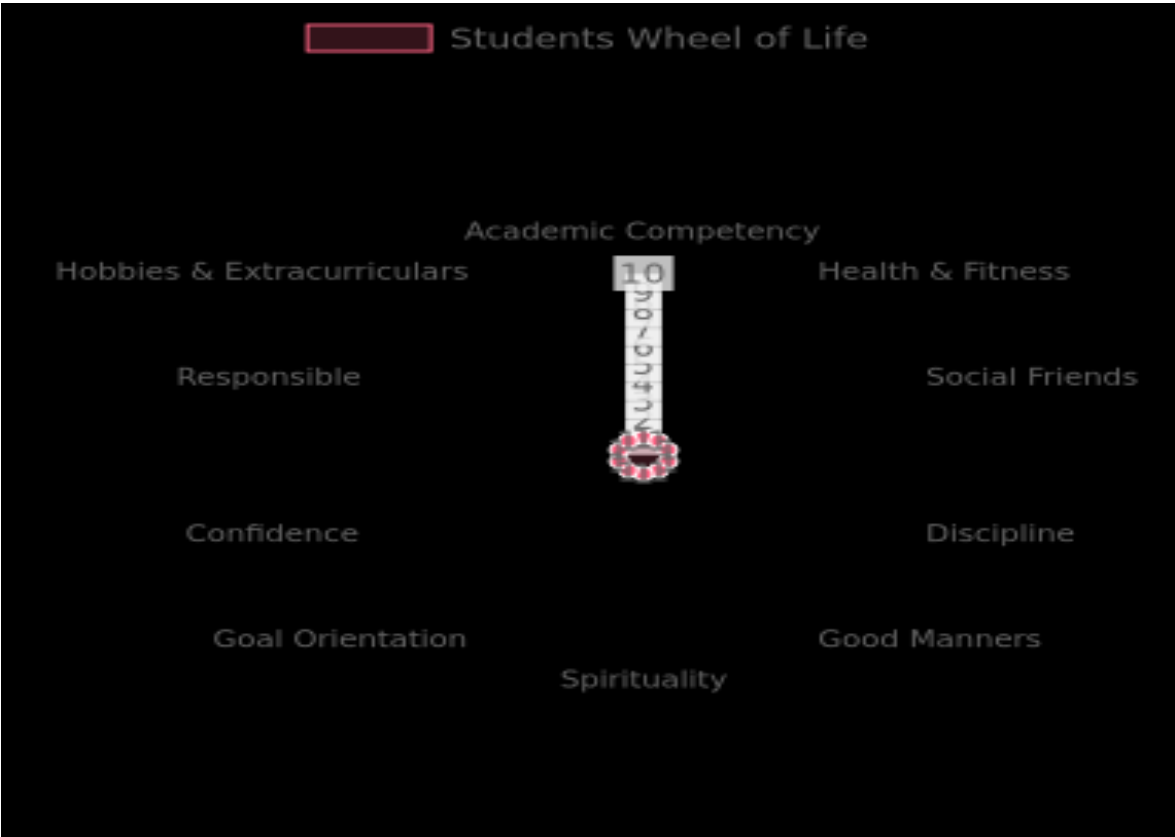 Students Wheel of Life
Academic Competency
Hobbies & Extracurriculars
10
Health & Fitness
Responsible
Social Friends
4
Confidence
Discipline
Goal Orientation
Good Manners
Spirituality